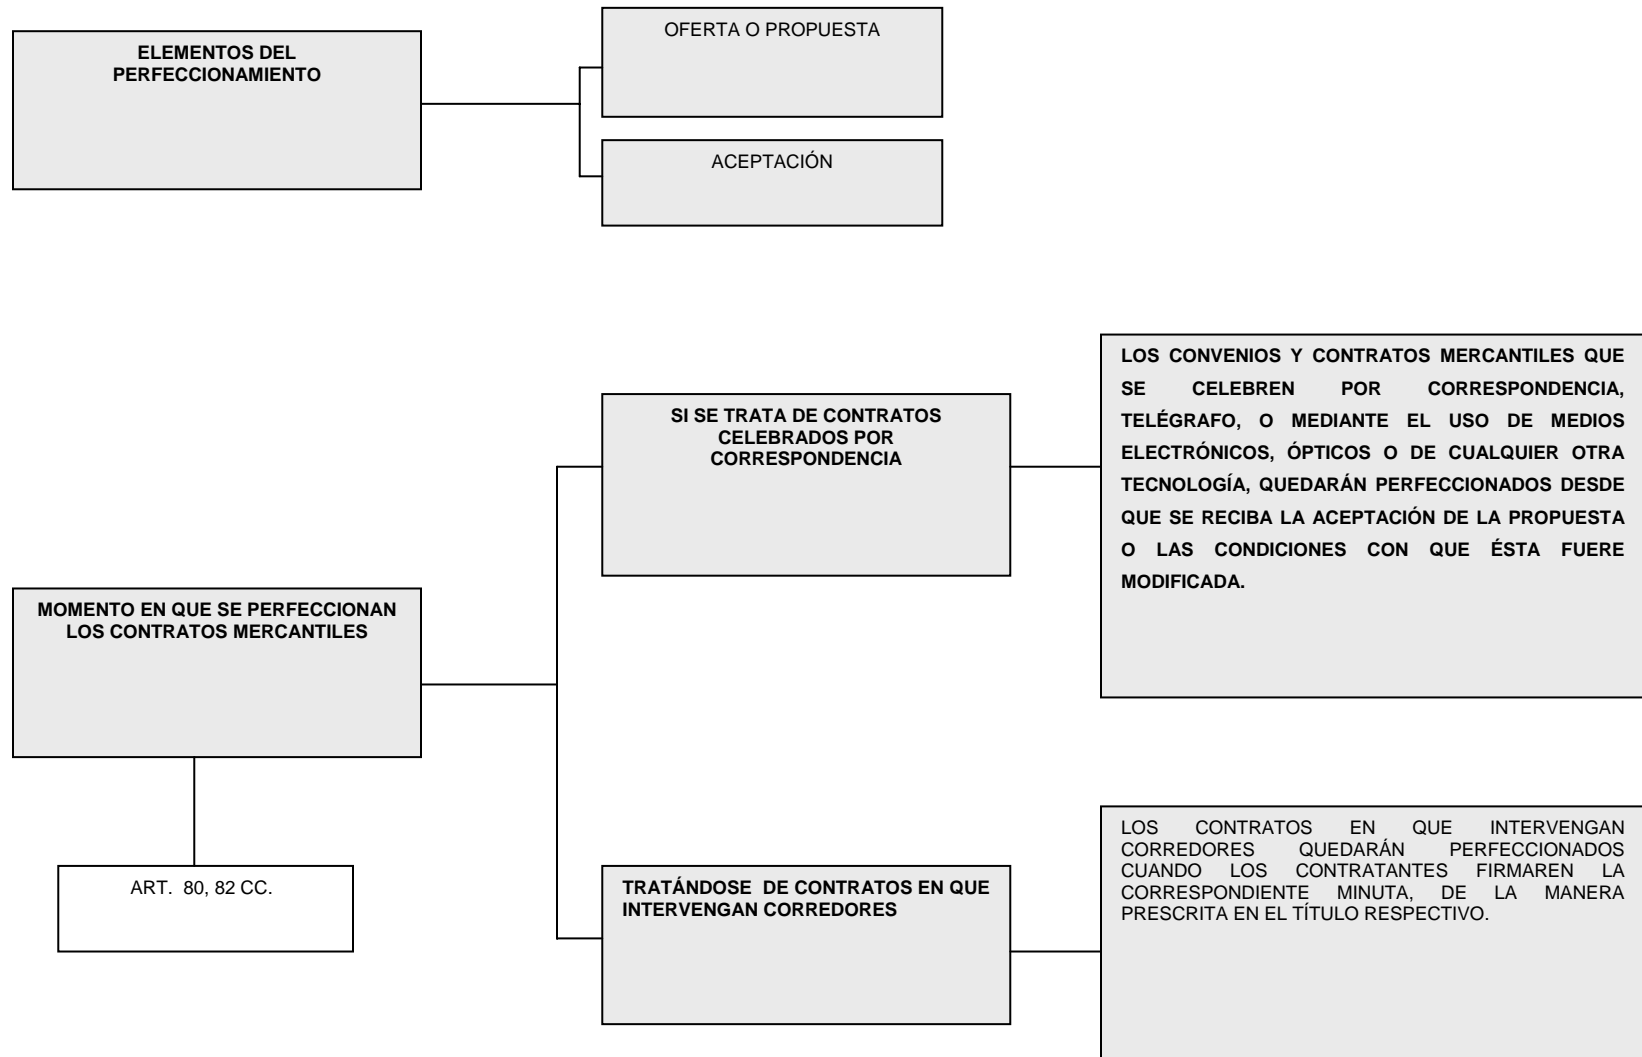 ELEMENTOS DEL
PERFECCIONAMIENTO
OFERTA O PROPUESTA
ACEPTACIÓN
MOMENTO EN QUE SE PERFECCIONAN
LOS CONTRATOS MERCANTILES
ART. 80, 82 CC.
SI SE TRATA DE CONTRATOS
CELEBRADOS POR
CORRESPONDENCIA
LOS CONVENIOS Y CONTRATOS MERCANTILES QUE
SE CELEBREN POR CORRESPONDENCIA,
TELÉGRAFO, O MEDIANTE EL USO DE MEDIOS
ELECTRÓNICOS, ÓPTICOS O DE CUALQUIER OTRA
TECNOLOGÍA, QUEDARÁN PERFECCIONADOS DESDE
QUE SE RECIBA LA ACEPTACIÓN DE LA PROPUESTA
O LAS CONDICIONES CON QUE ÉSTA FUERE
MODIFICADA.
TRATÁNDOSE DE CONTRATOS EN QUE
INTERVENGAN CORREDORES
LOS CONTRATOS EN QUE INTERVENGAN
CORREDORES QUEDARÁN PERFECCIONADOS
CUANDO LOS CONTRATANTES FIRMAREN LA
CORRESPONDIENTE MINUTA, DE LA MANERA
PRESCRITA EN EL TÍTULO RESPECTIVO.